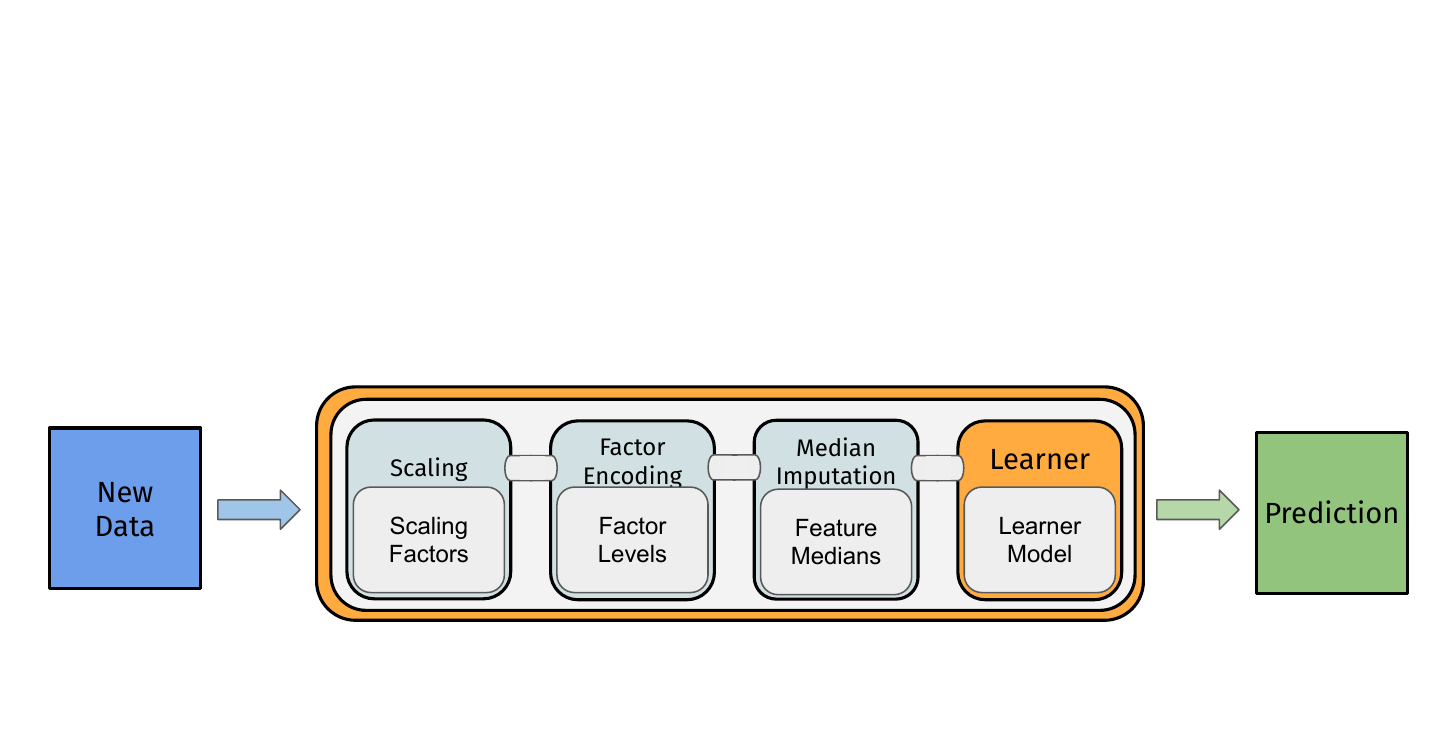 New
Data
Scaling
Scaling
Factors
Factor
Encoding
Factor
Levels
Median
Imputation
Feature
Medians
Learner
Learner
Model
Prediction